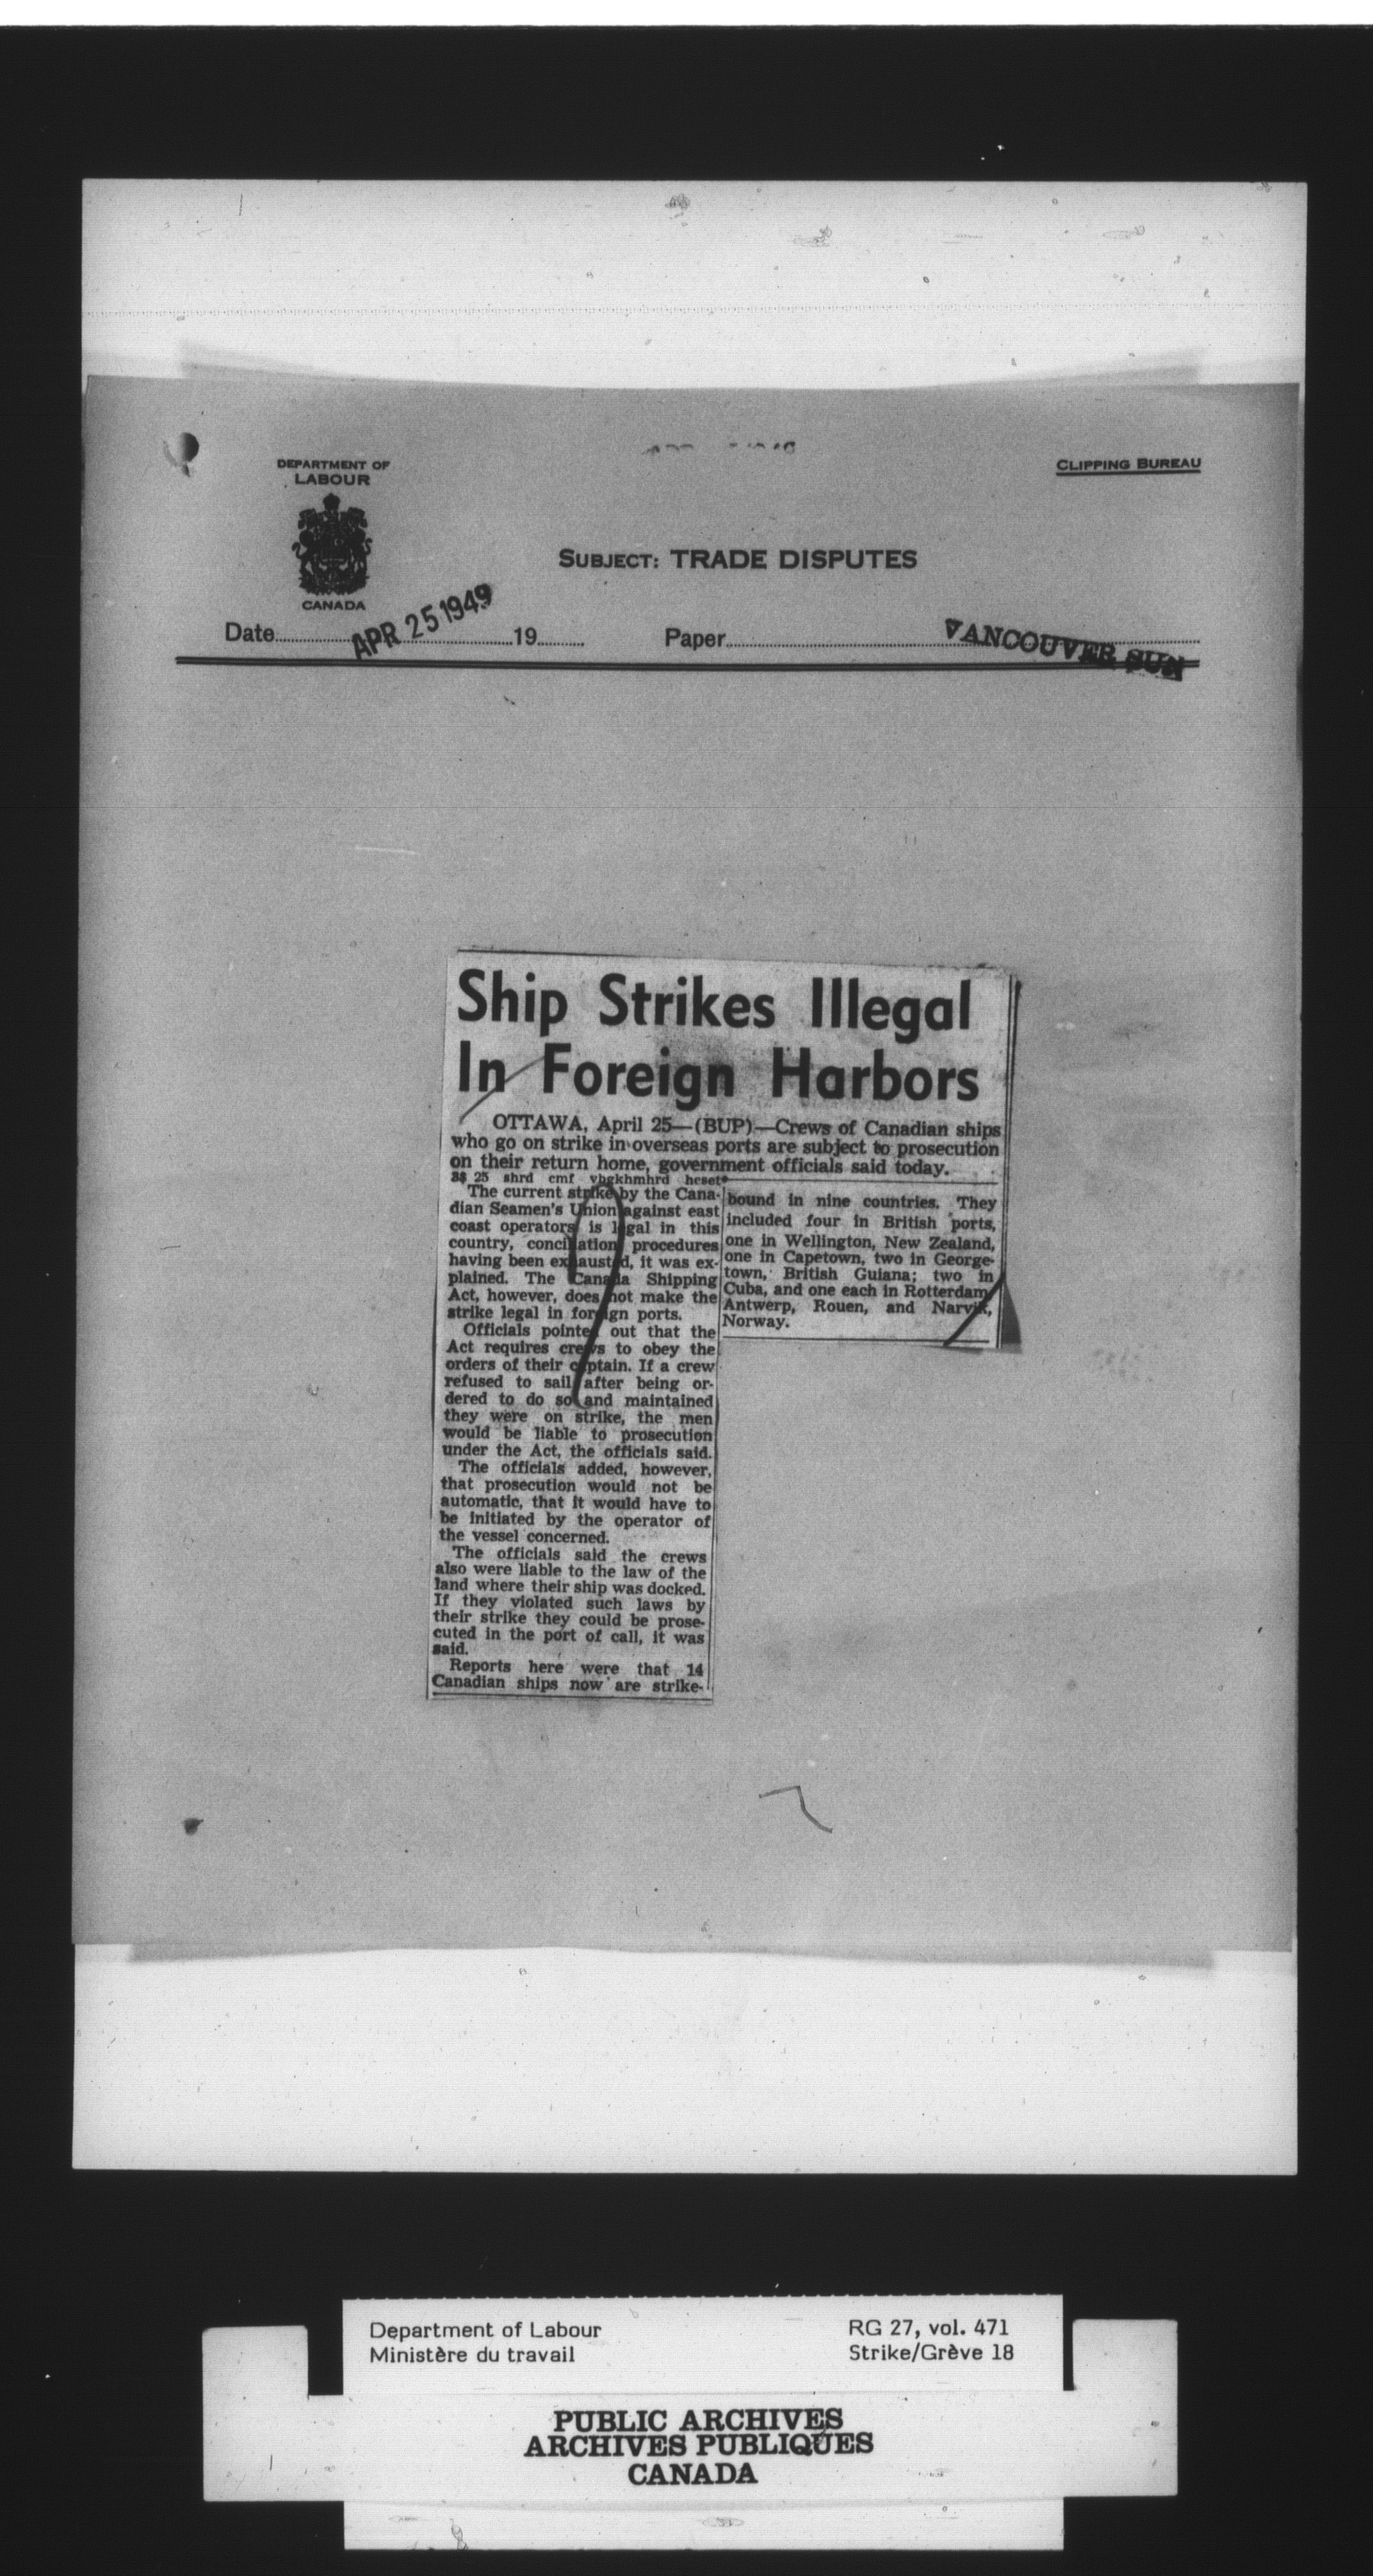 DEPARTMENT OF
LABOUR
CANADA
CLIPPING BUREAU
SUBJECT: TRADE DISPUTES
Date APR 25 1949 19
Paper VANCOUVER SUN
Ship Strikes Illegal
In Foreign Harbors
OTTAWA, April 25—(BUP)—Crews of Canadian ships
who go on strike in overseas ports are subject to prosecution
on their return home, government officials said today.
25 shrd cmf vbgkhmhrd
The current strike by the Cana-
dian Seamen's Union against east
coast operators is legal in this
country, conciliation procedures
having been exhausted, it was ex-
plained. The Canada Shipping
Act, however, does not make the
strike legal in foreign ports.
Officials pointed out that the
Act requires crews to obey the
orders of their captain. If a crew
refused to sail after being or-
dered to do so and maintained
they were on strike, the men
would be liable to prosecution
under the Act, the officials said.
The officials added, however,
that prosecution would not be
automatic, that it would have to
be initiated by the operator of
the vessel concerned.
The officials said the crews
also were liable to the law of the
land where their ship was docked.
If they violated such laws by
their strike they could be prose-
cuted in the port of call, it was
said.
Reports here were that 14
Canadian ships now are strike-
bound in nine countries. They
included four in British ports,
one in Wellington, New Zealand,
one in Capetown, two in George-
town, British Guiana; two in
Cuba, and one each in Rotterdam,
Antwerp, Rouen, and Narvik,
Norway.
Department of Labour
Ministère du travail
RG 27, vol. 471
Strike/Grève 18
PUBLIC ARCHIVES
ARCHIVES PUBLIQUES
CANADA